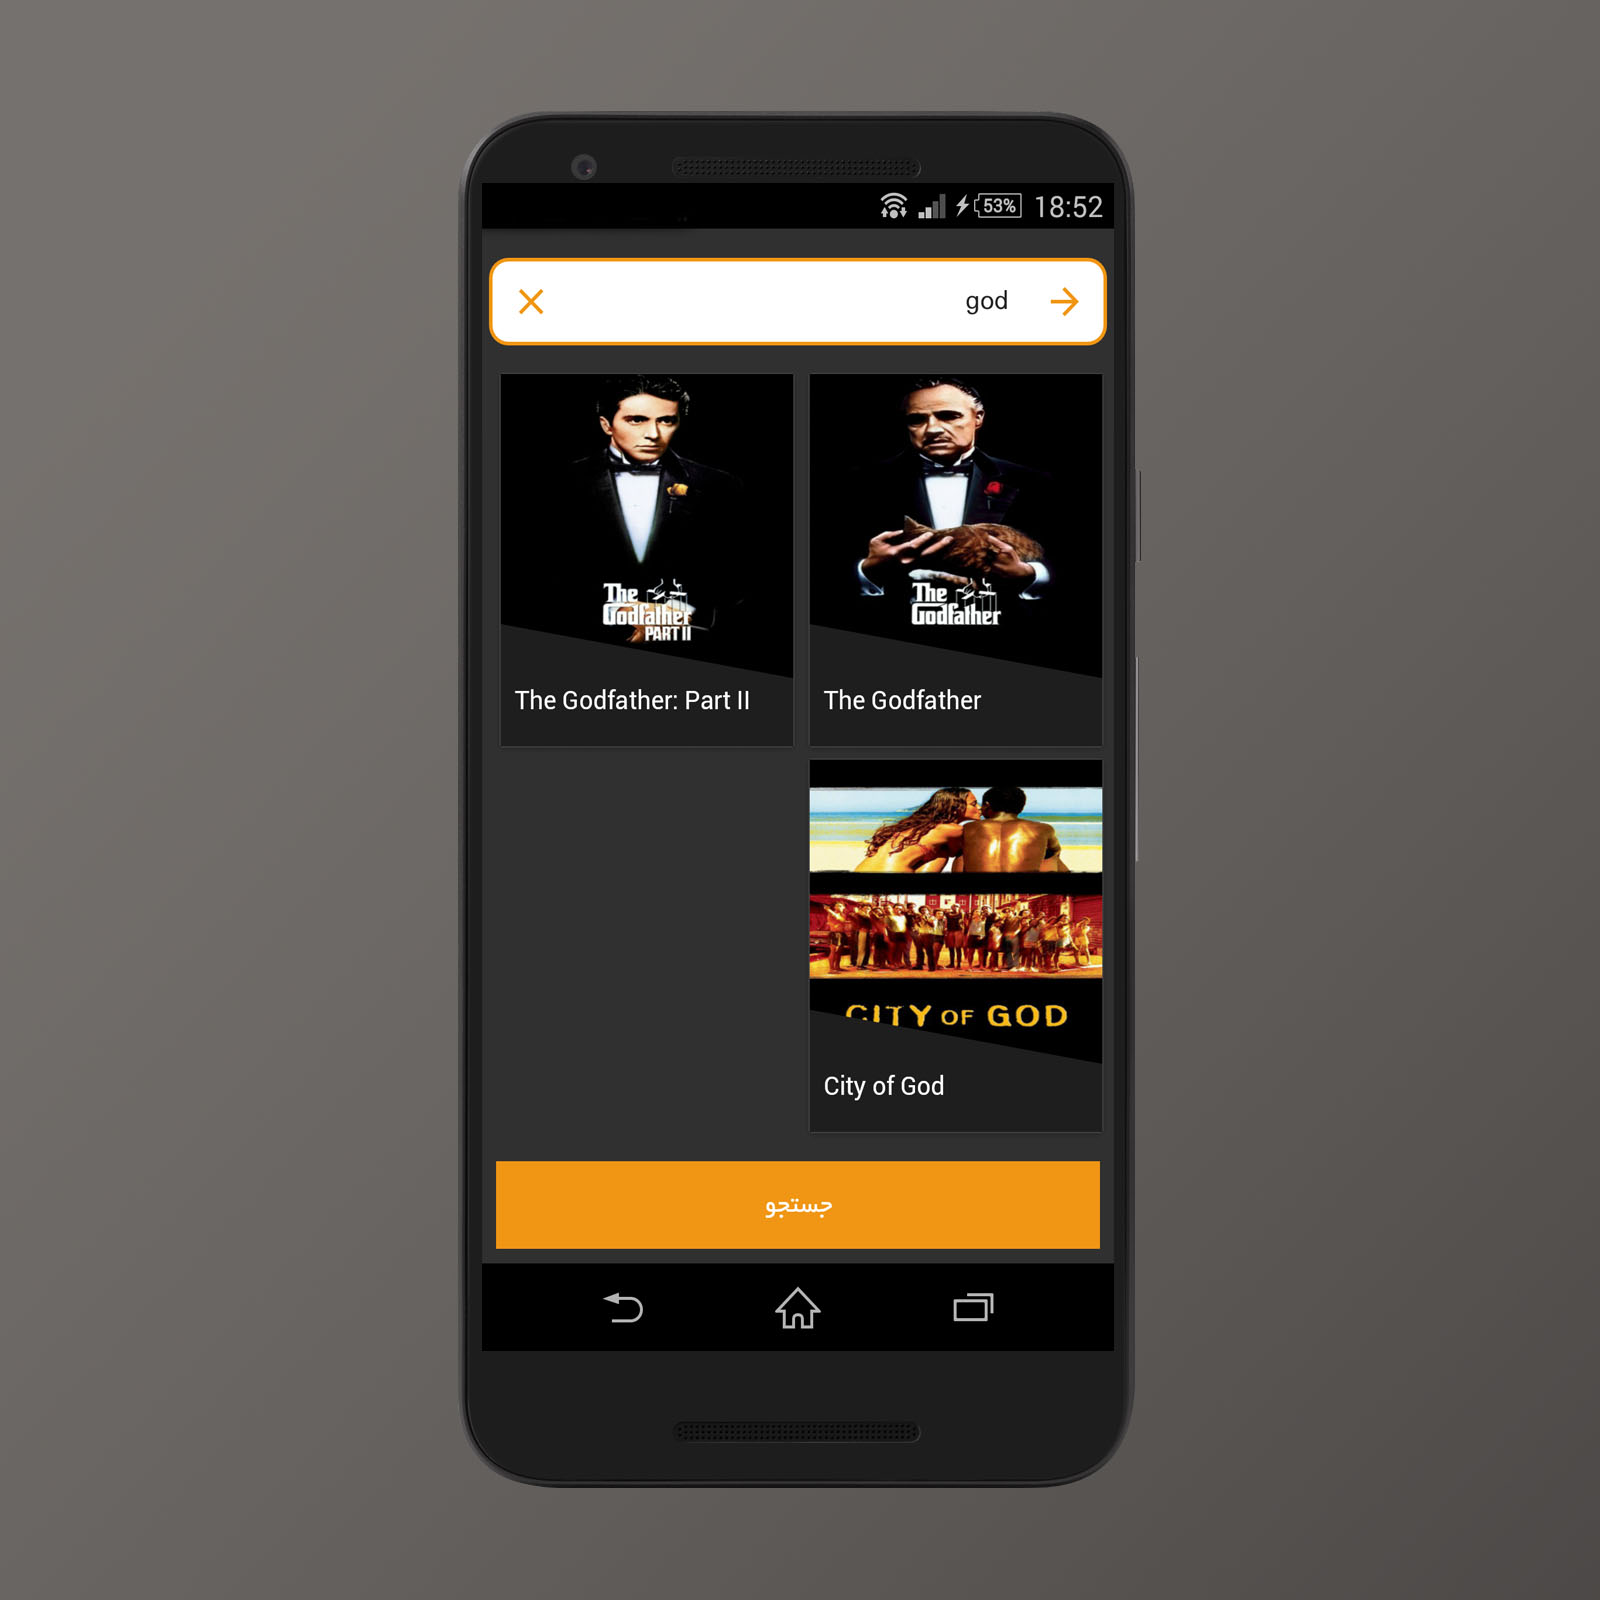 53% 18:52
god
The
Godfather
PART II
The Godfather: Part II
The
Godfather
The Godfather
CITY OF GOD
City of God
جستجو